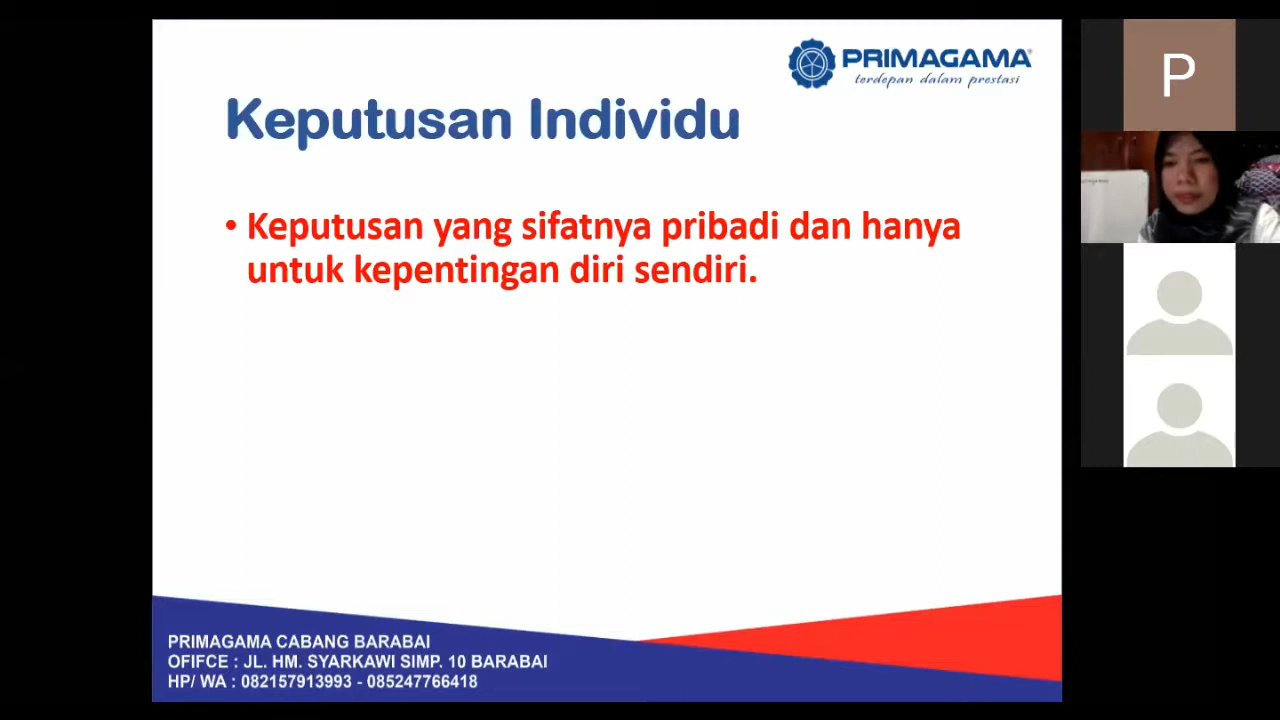 PRIMAGAMA
terdepan dalam prestasi
Keputusan Individu
• Keputusan yang sifatnya pribadi dan hanya
untuk kepentingan diri sendiri.
PRIMAGAMA CABANG BARABAI
OFIFCE : JL. HM. SYARKAWI SIMP. 10 BARABAI
HP/ WA : 082157913993 - 085247766418
P